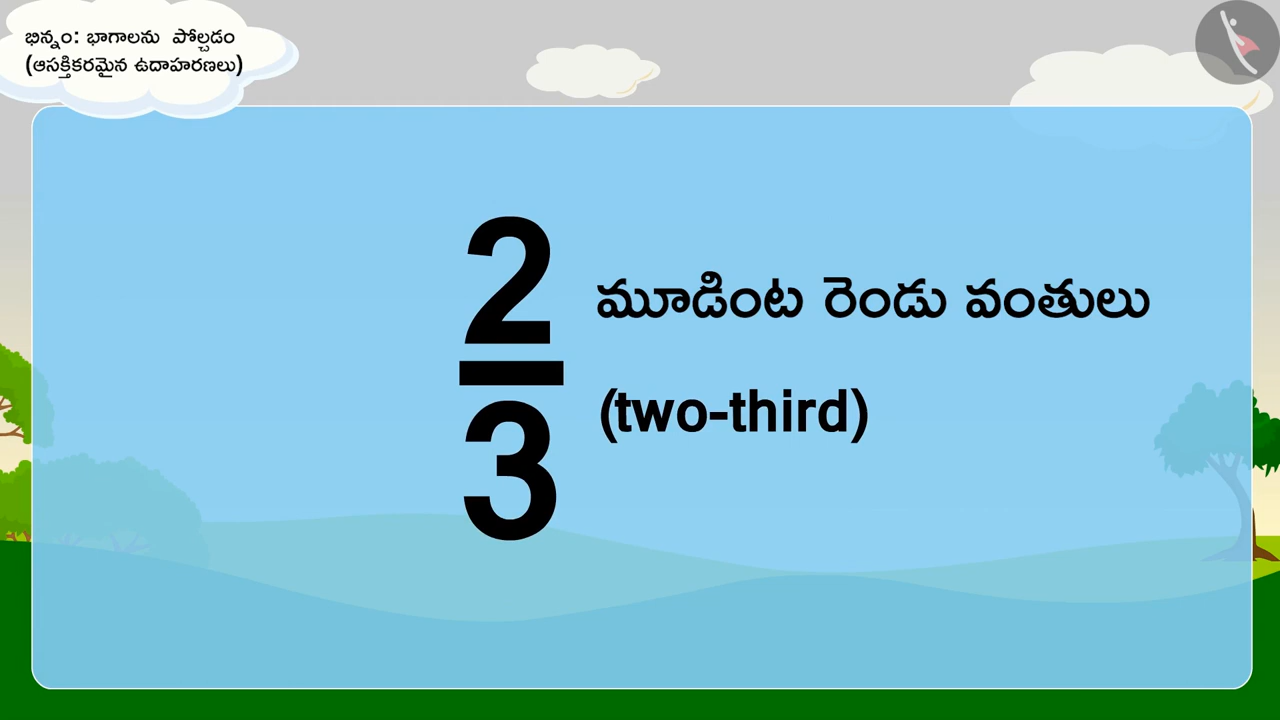 భిన్నం: భాగాలను పోల్చడం
(ఆసక్తికరమైన ఉదాహరణలు)
2
3
మూడింట రెండు వంతులు
(two-third)